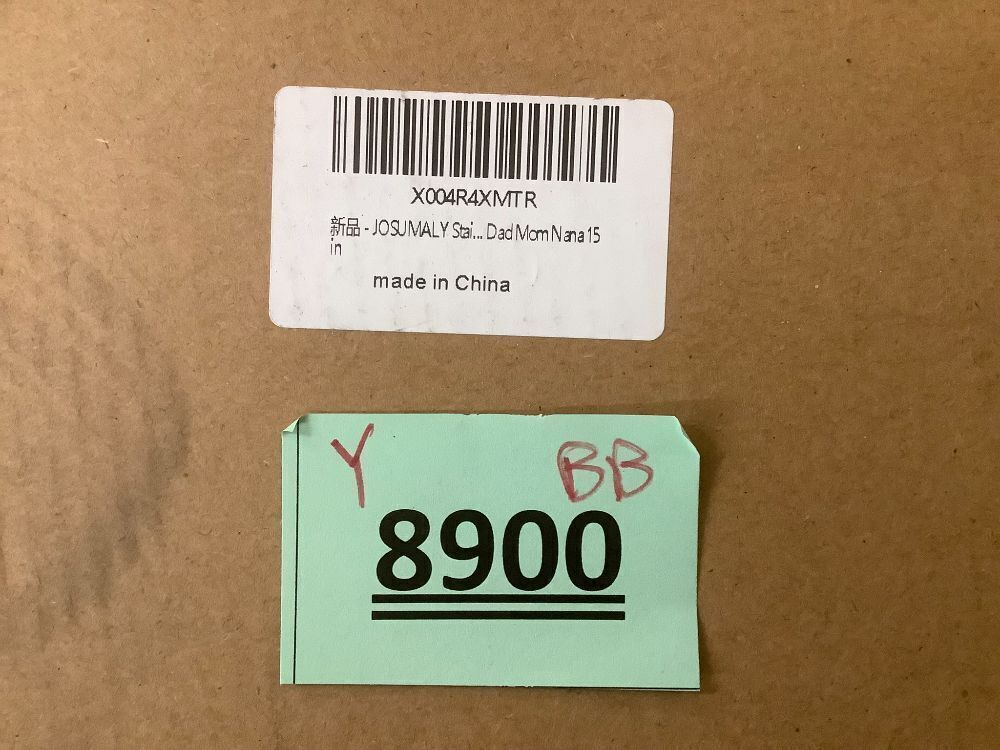 X004R4XMTR
新品 - JOSUMALY Stai... Dad Mom Nana 15
in
made in China
Y BB
8900